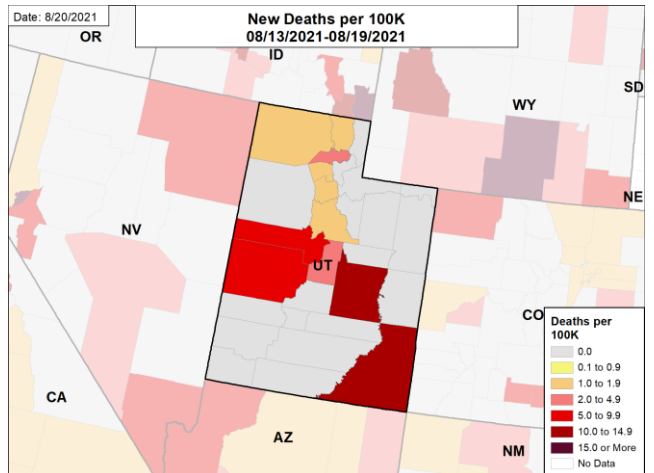 Date: 8/20/2021
New Deaths per 100K
08/13/2021-08/19/2021
OR
ID
WY
SD
NE
NV
UT
CO
CA
AZ
NM
Deaths per
100K
0.0
0.1 to 0.9
1.0 to 1.9
2.0 to 4.9
5.0 to 9.9
10.0 to 14.9
15.0 or More
No Data